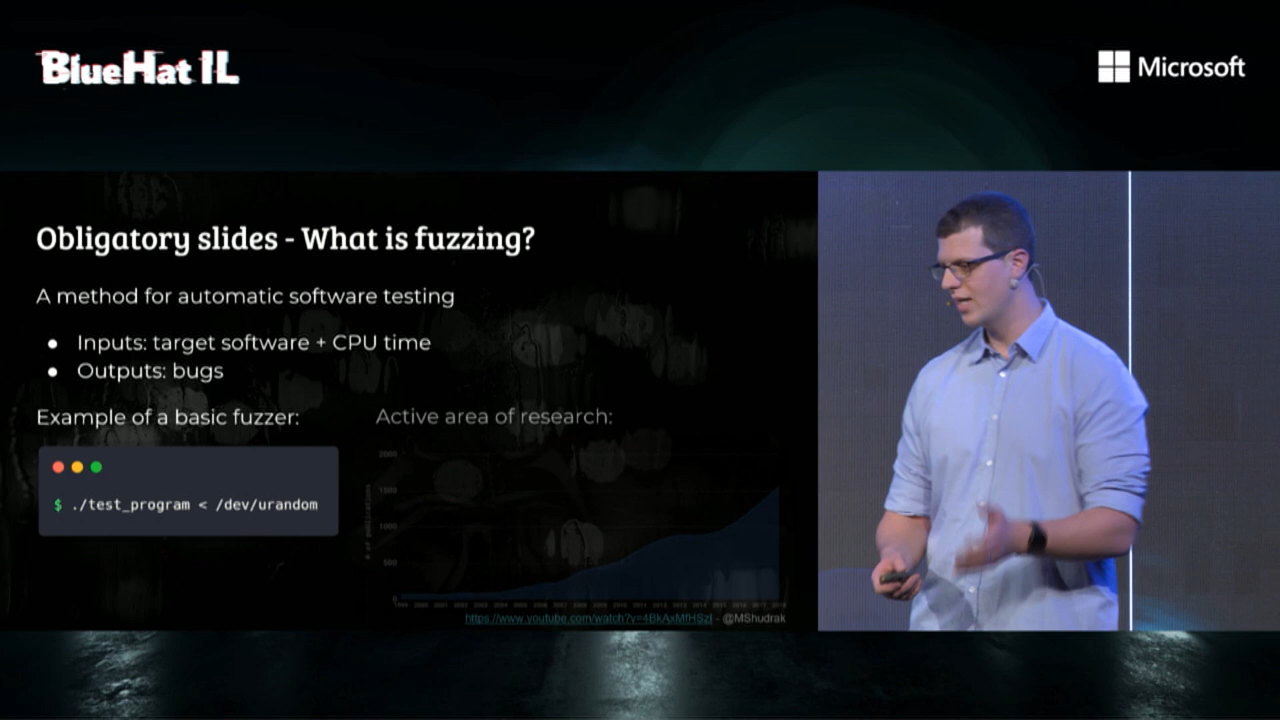 BlueHat IL
Microsoft
Obligatory slides - What is fuzzing?
A method for automatic software testing
● Inputs: target software + CPU time
● Outputs: bugs
Example of a basic fuzzer:
Active area of research:
$ ./test_program < /dev/urandom
2000
1500
1000
500
0
- @MShudrak